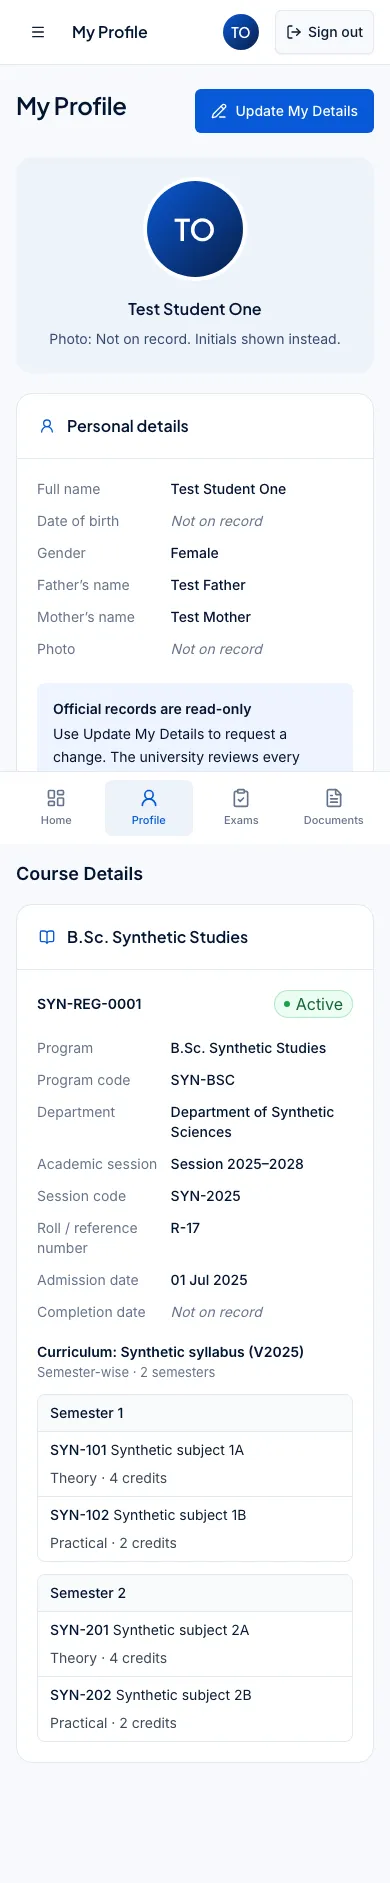 My Profile
TO
Sign out
My Profile
Update My Details
TO
Test Student One
Photo: Not on record. Initials shown instead.
Personal details
Full name Test Student One
Date of birth Not on record
Gender Female
Father’s name Test Father
Mother’s name Test Mother
Photo Not on record
Official records are read-only
Use Update My Details to request a
change. The university reviews every
Home Profile Exams Documents
Course Details
B.Sc. Synthetic Studies
SYN-REG-0001 Active
Program B.Sc. Synthetic Studies
Program code SYN-BSC
Department Department of Synthetic
Sciences
Academic session Session 2025–2028
Session code SYN-2025
Roll / reference R-17
number
Admission date 01 Jul 2025
Completion date Not on record
Curriculum: Synthetic syllabus (V2025)
Semester-wise · 2 semesters
Semester 1
SYN-101 Synthetic subject 1A
Theory · 4 credits
SYN-102 Synthetic subject 1B
Practical · 2 credits
Semester 2
SYN-201 Synthetic subject 2A
Theory · 4 credits
SYN-202 Synthetic subject 2B
Practical · 2 credits